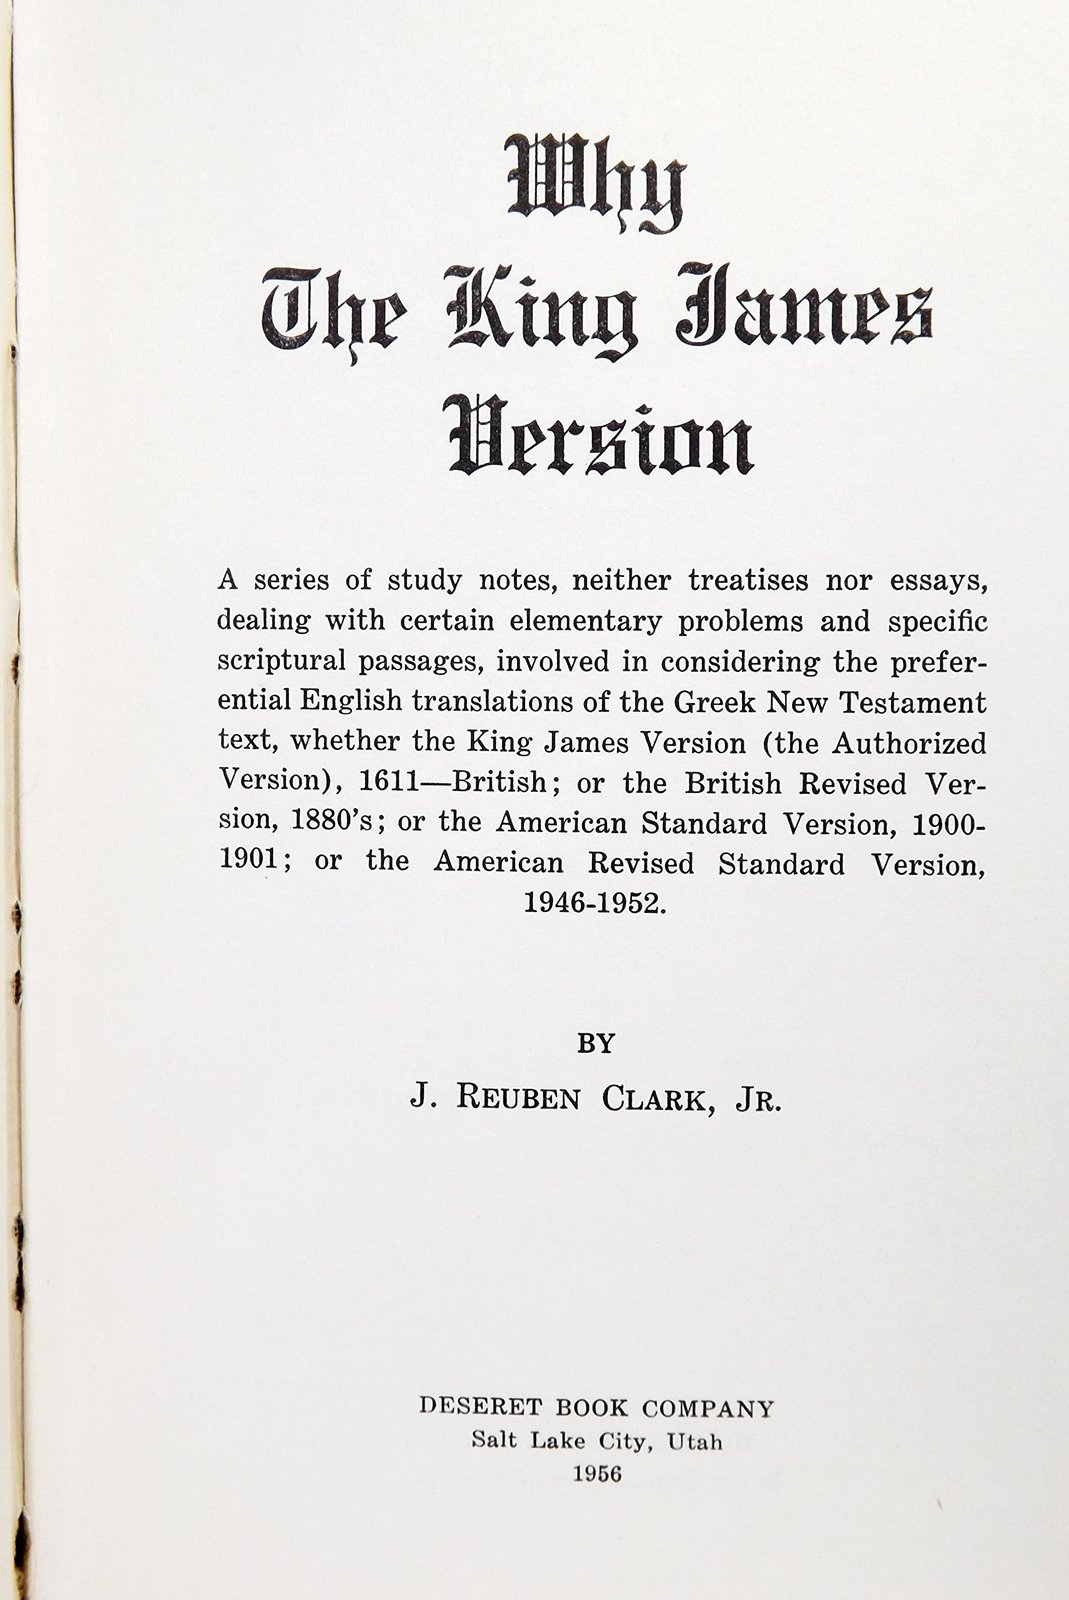 Why
The King James
Version
A series of study notes, neither treatises nor essays,
dealing with certain elementary problems and specific
scriptural passages, involved in considering the prefer-
ential English translations of the Greek New Testament
text, whether the King James Version (the Authorized
Version), 1611—British; or the British Revised Ver-
sion, 1880's; or the American Standard Version, 1900-
1901; or the American Revised Standard Version,
1946-1952.
BY
J. REUBEN CLARK, JR.
DESERET BOOK COMPANY
Salt Lake City, Utah
1956